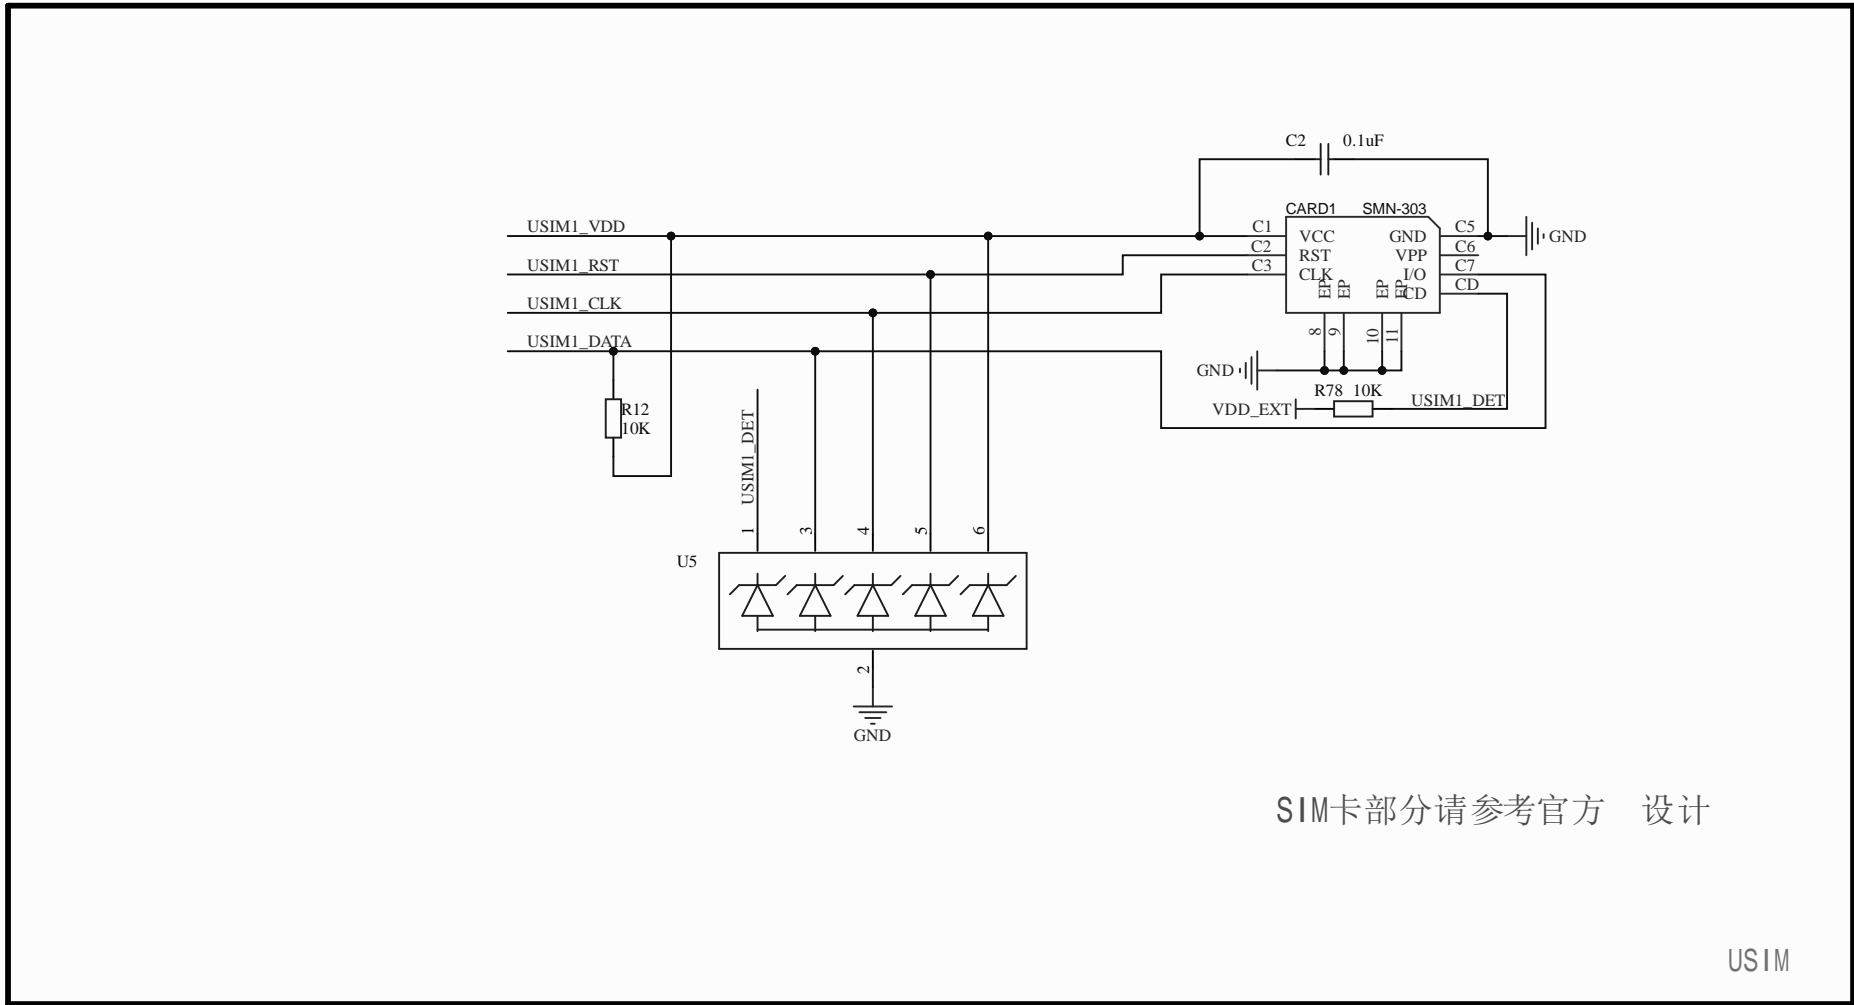 C2 0.1uF
CARD1 SMN-303
USIM1_VDD C1 VCC GND C5 GND
C2 RST VPP C6
USIM1_RST C3 CLK I/O C7
EP EP EP EP CD CD
USIM1_CLK
8 9 10 11
USIM1_DATA
GND
R78 10K
VDD_EXT USIM1_DET
R12
10K
USIM1_DET
1 3 4 5 6
U5
2
GND
SIM卡部分请参考官方 设计
USIM